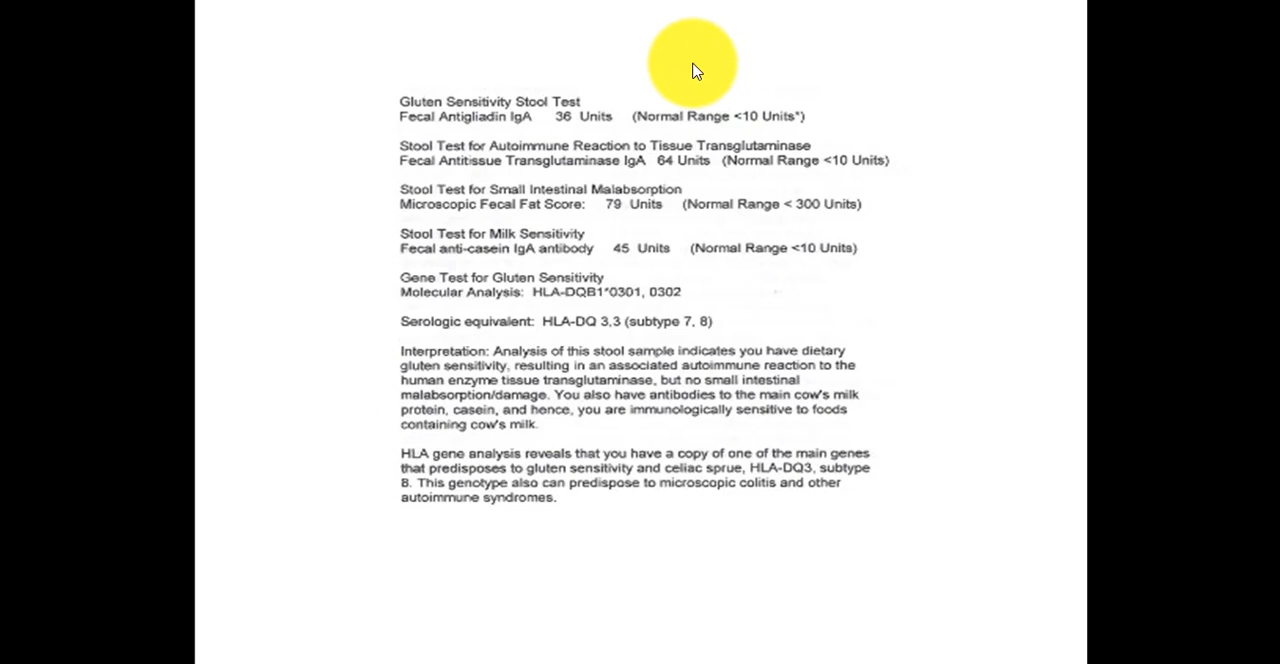 Gluten Sensitivity Stool Test
Fecal Antigliadin IgA 36 Units (Normal Range <10 Units*)
Stool Test for Autoimmune Reaction to Tissue Transglutaminase
Fecal Antitissue Transglutaminase IgA 64 Units (Normal Range <10 Units)
Stool Test for Small Intestinal Malabsorption
Microscopic Fecal Fat Score: 79 Units (Normal Range < 300 Units)
Stool Test for Milk Sensitivity
Fecal anti-casein IgA antibody 45 Units (Normal Range <10 Units)
Gene Test for Gluten Sensitivity
Molecular Analysis: HLA-DQB1*0301, 0302
Serologic equivalent: HLA-DQ 3,3 (subtype 7, 8)
Interpretation: Analysis of this stool sample indicates you have dietary
gluten sensitivity, resulting in an associated autoimmune reaction to the
human enzyme tissue transglutaminase, but no small intestinal
malabsorption/damage. You also have antibodies to the main cow's milk
protein, casein, and hence, you are immunologically sensitive to foods
containing cow's milk.
HLA gene analysis reveals that you have a copy of one of the main genes
that predisposes to gluten sensitivity and celiac sprue, HLA-DQ3, subtype
8. This genotype also can predispose to microscopic colitis and other
autoimmune syndromes.